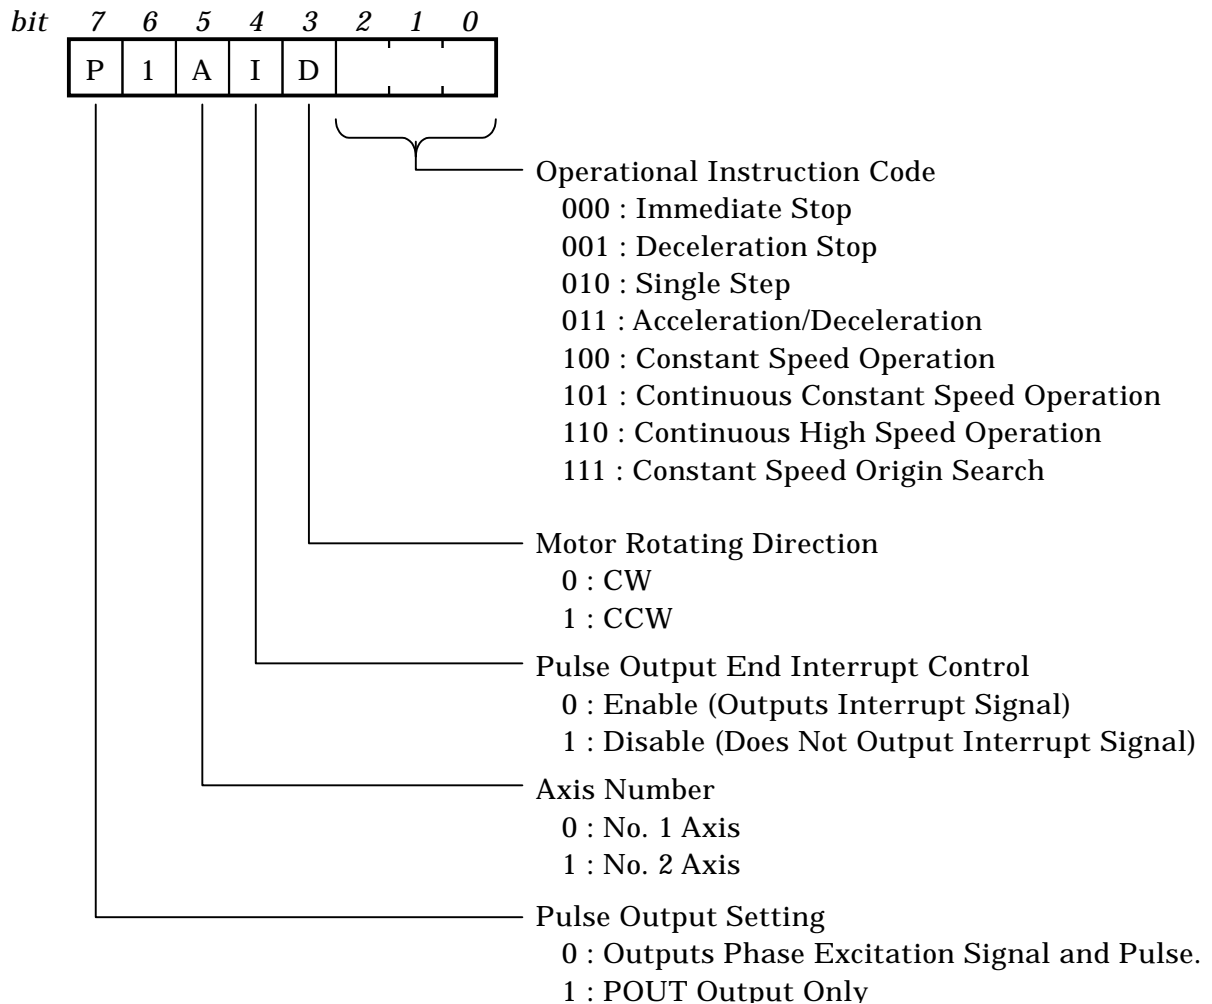 bit 7 6 5 4 3 2 1 0
P 1 A I D
Operational Instruction Code
000 : Immediate Stop
001 : Deceleration Stop
010 : Single Step
011 : Acceleration/Deceleration
100 : Constant Speed Operation
101 : Continuous Constant Speed Operation
110 : Continuous High Speed Operation
111 : Constant Speed Origin Search
Motor Rotating Direction
0 : CW
1 : CCW
Pulse Output End Interrupt Control
0 : Enable (Outputs Interrupt Signal)
1 : Disable (Does Not Output Interrupt Signal)
Axis Number
0 : No. 1 Axis
1 : No. 2 Axis
Pulse Output Setting
0 : Outputs Phase Excitation Signal and Pulse.
1 : POUT Output Only